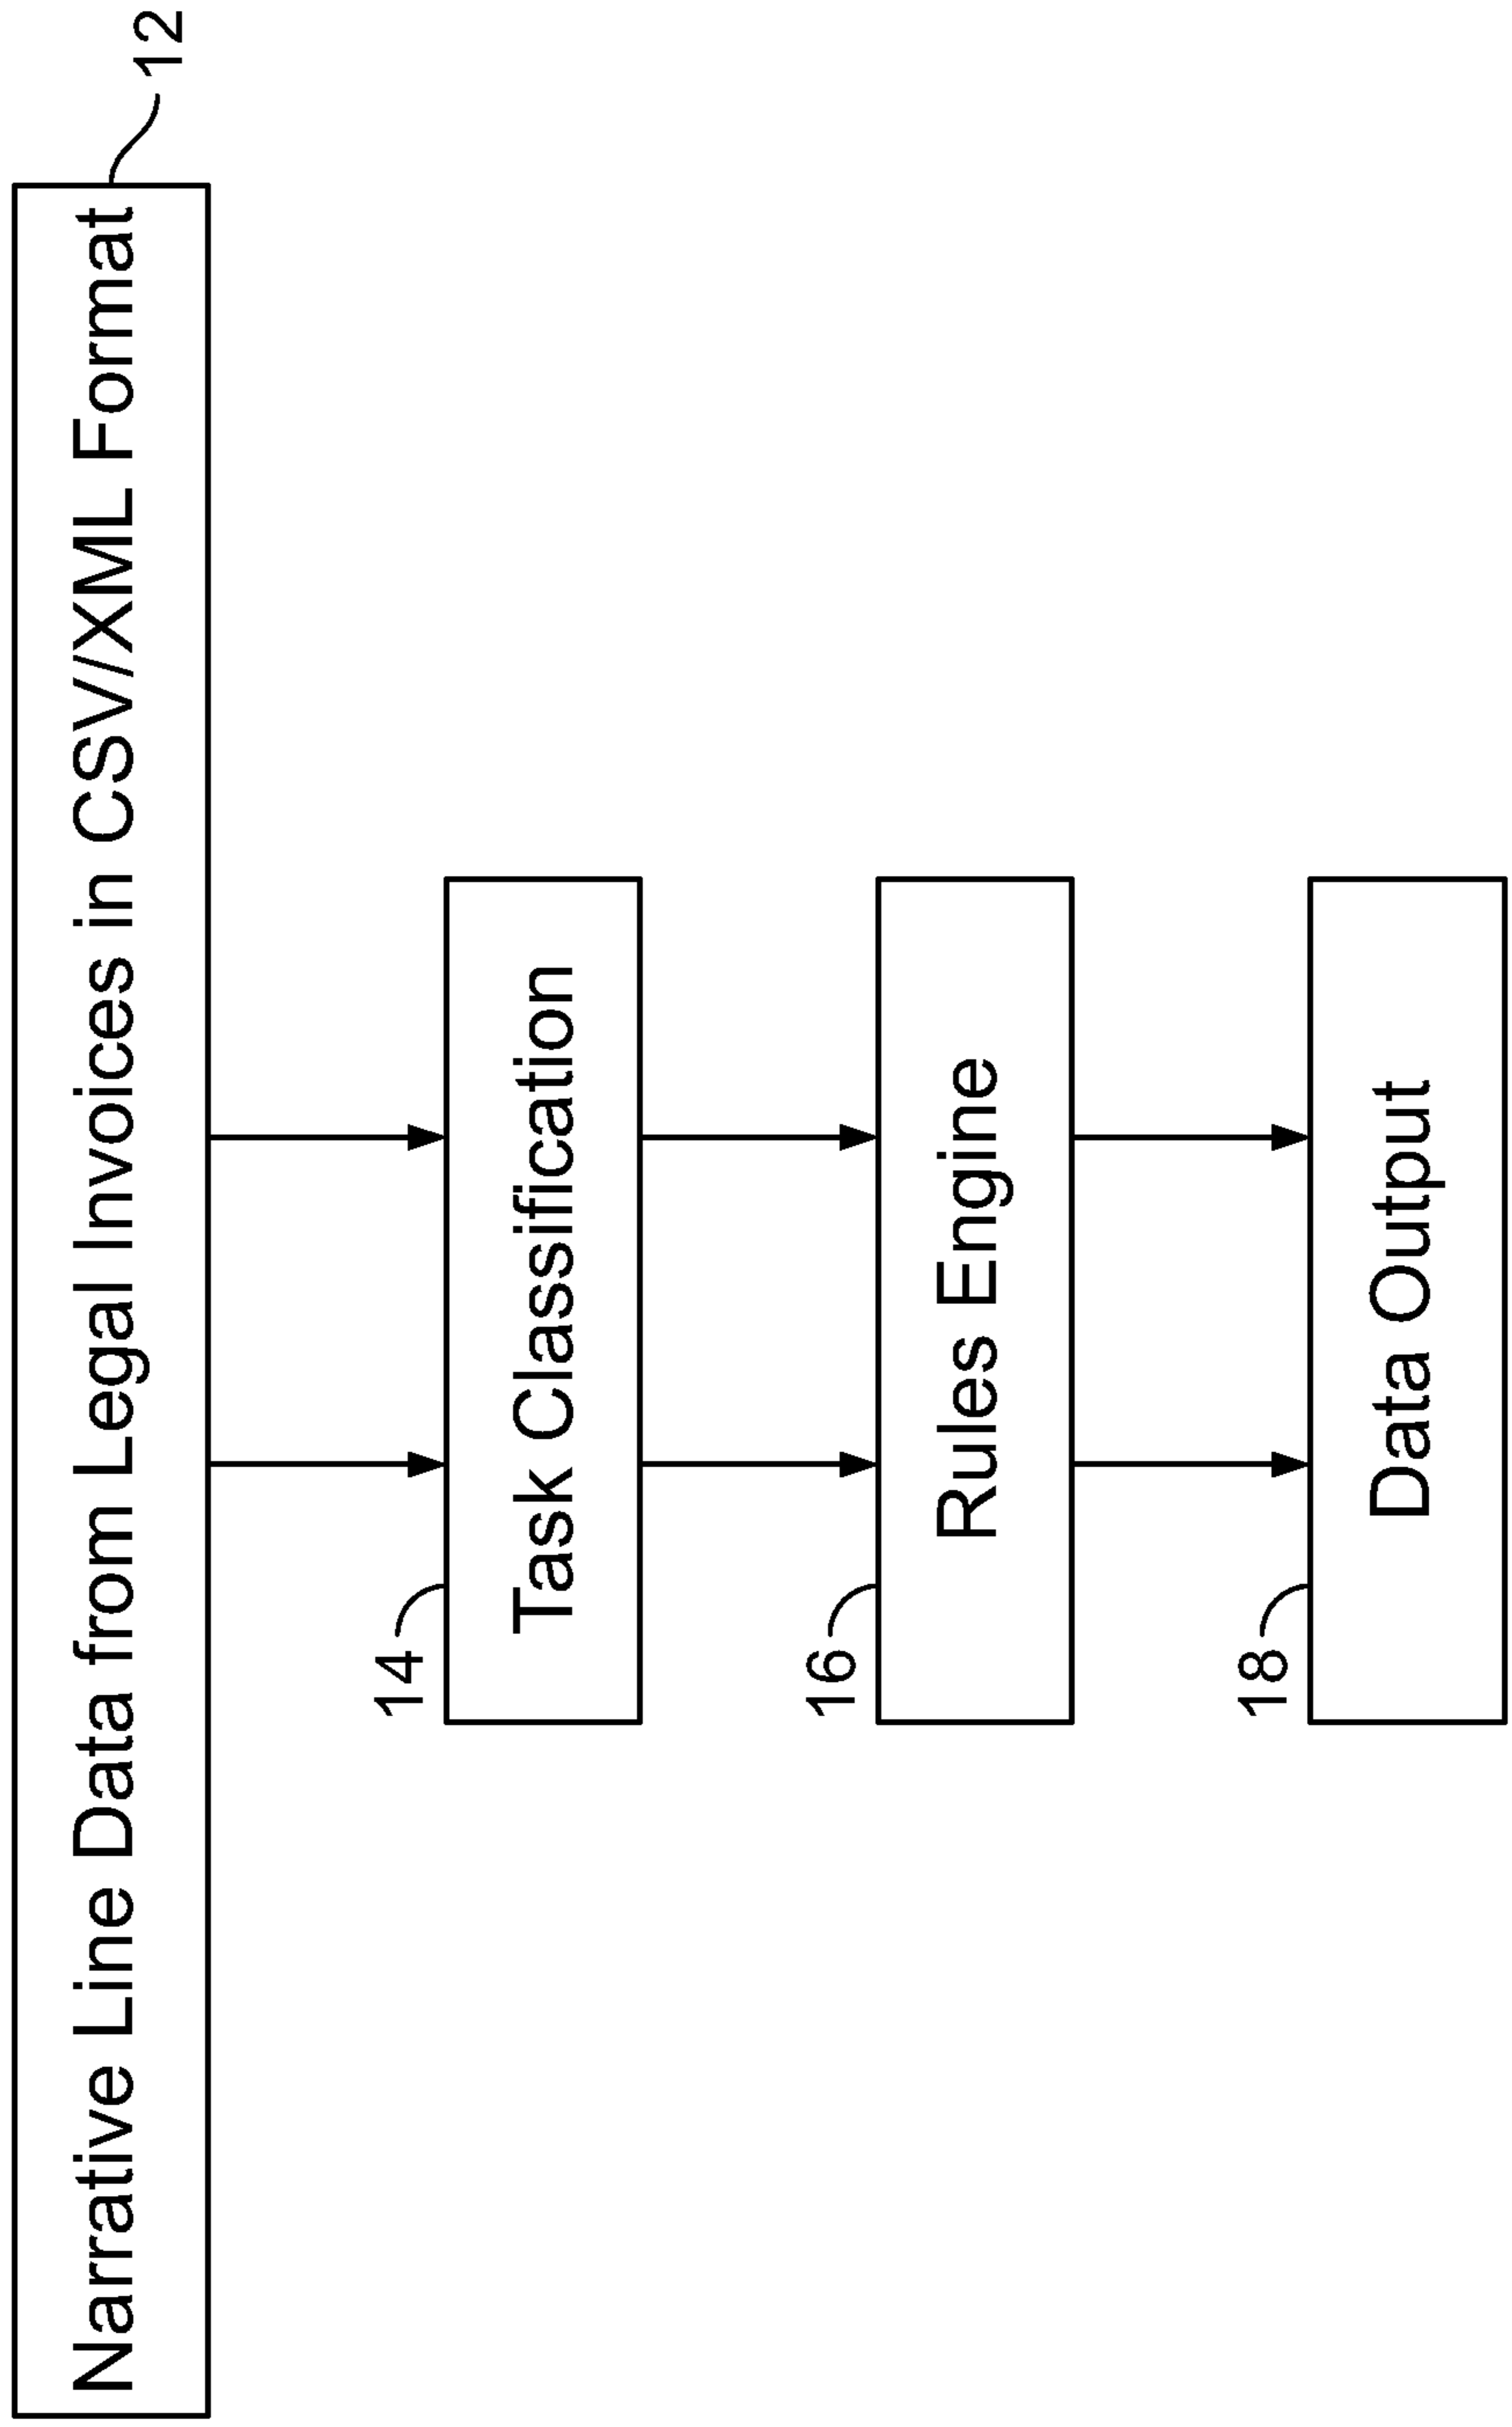 Narrative Line Data from Legal Invoices in CSV/XML Format
12
14
Task Classification
16
Rules Engine
18
Data Output